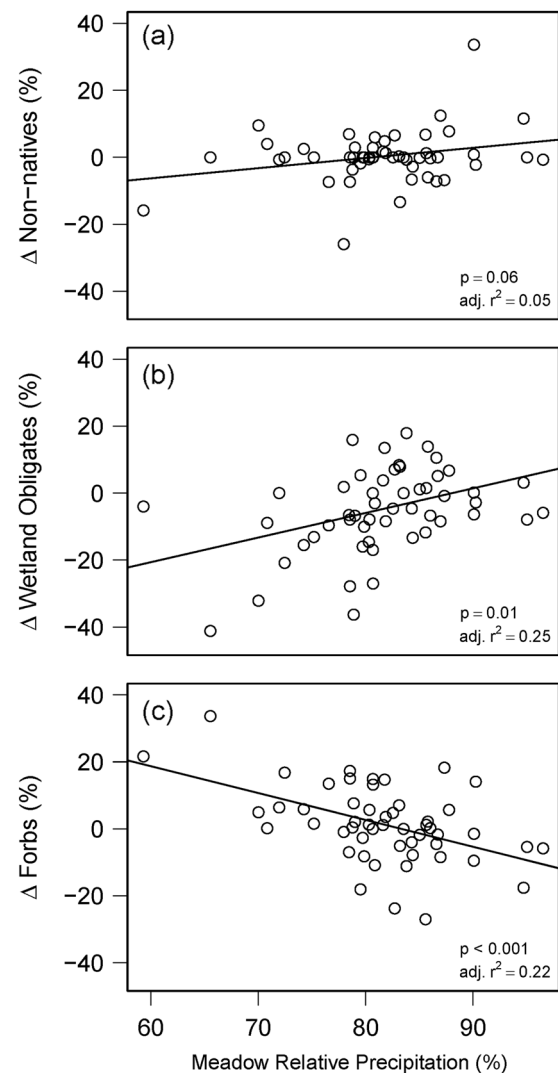 (a)
40
20
0
−20
−40
Δ Non−natives (%)
p = 0.06
adj. r² = 0.05
(b)
40
20
0
−20
−40
Δ Wetland Obligates (%)
p = 0.01
adj. r² = 0.25
(c)
40
20
0
−20
−40
Δ Forbs (%)
p < 0.001
adj. r² = 0.22
60 70 80 90
Meadow Relative Precipitation (%)